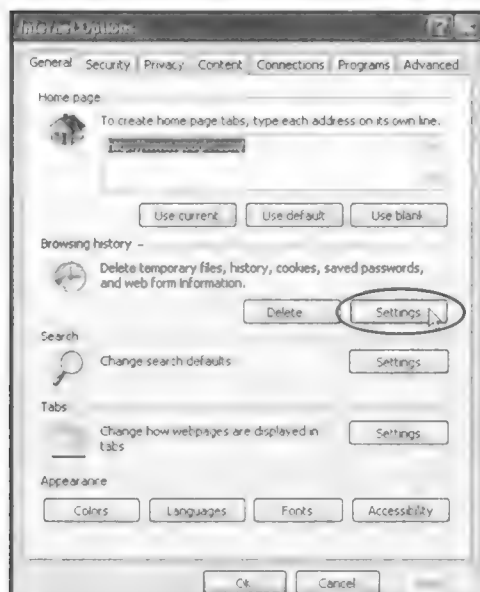 Internet Options
General Security Privacy Content Connections Programs Advanced
Home page
To create home page tabs, type each address on its own line.
Use current Use default Use blank
Browsing history
Delete temporary files, history, cookies, saved passwords,
and web form information.
Delete Settings
Search
Change search defaults Settings
Tabs
Change how webpages are displayed in
tabs
Settings
Appearance
Colors Languages Fonts Accessibility
OK Cancel